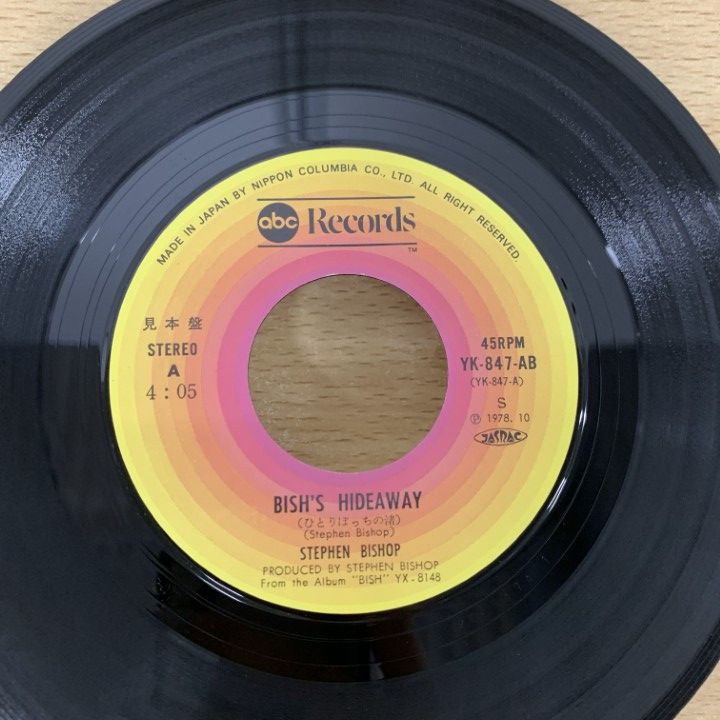 MADE IN JAPAN BY NIPPON COLUMBIA CO., LTD. ALL RIGHT RESERVED.
abc Records ™
見本盤
STEREO
A
4:05
45RPM
YK-847-AB
(YK-847-A)
S
Ⓟ 1978.10
JASRAC
BISH'S HIDEAWAY
(ひとりぼっちの渚)
(Stephen Bishop)
STEPHEN BISHOP
PRODUCED BY STEPHEN BISHOP
From the Album "BISH" YX-8148